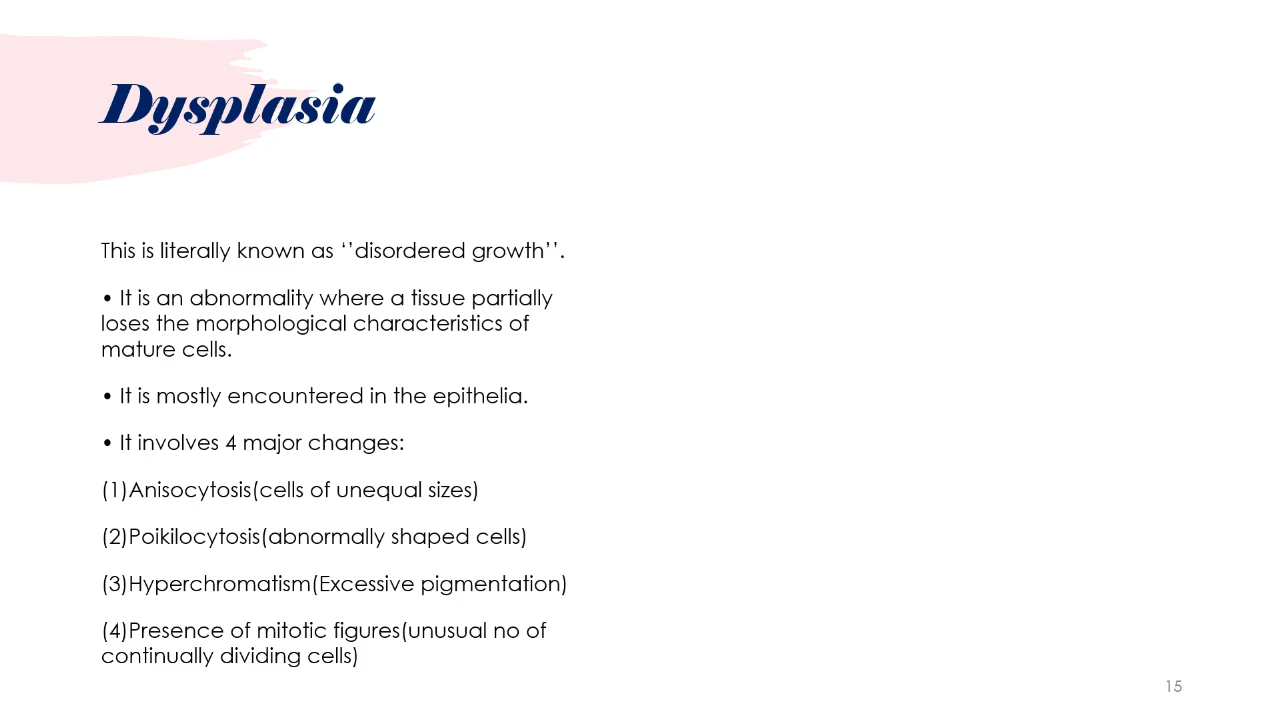 Dysplasia
This is literally known as ‘’disordered growth’’.
• It is an abnormality where a tissue partially
loses the morphological characteristics of
mature cells.
• It is mostly encountered in the epithelia.
• It involves 4 major changes:
(1)Anisocytosis(cells of unequal sizes)
(2)Poikilocytosis(abnormally shaped cells)
(3)Hyperchromatism(Excessive pigmentation)
(4)Presence of mitotic figures(unusual no of
continually dividing cells)
15